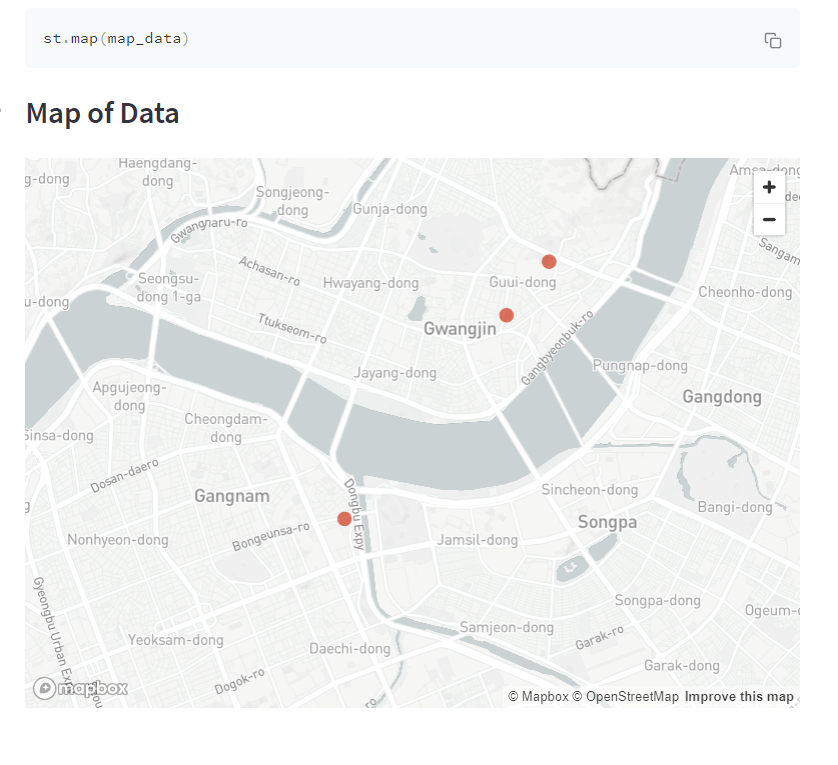 st.map(map_data)
Map of Data
Haengdang-
dong
g-dong
Songjeong-
dong
Gunja-dong
Gwangnaru-ro
Amsa-dong
+
−
Achasan-ro
Seongsu-
dong 1-ga
Hwayang-dong
Guui-dong
Sangam
Cheonho-dong
u-dong
Ttukseom-ro
Gwangjin
Gangbyeonbuk-ro
Jayang-dong
Pungnap-dong
Apgujeong-
dong
Gangdong
Cheongdam-
dong
Sinsa-dong
Dosan-daero
Gangnam
Dongbu Expy
Sincheon-dong
Bangi-dong
Songpa
Nonhyeon-dong
Bongeunsa-ro
Jamsil-dong
Gyeongbu Urban Exp
Songpa-dong
Ogeum-d
Yeoksam-dong
Samjeon-dong
Garak-ro
Daechi-dong
Garak-dong
Dogok-ro
mapbox
ro
© Mapbox © OpenStreetMap Improve this map